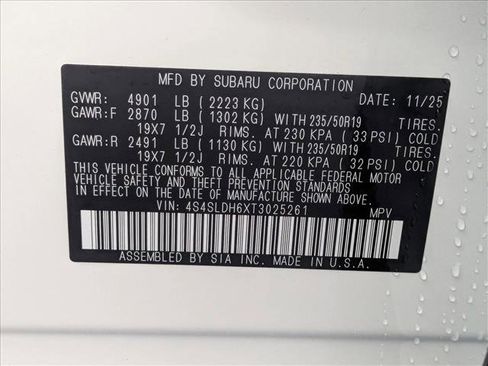 MFD BY SUBARU CORPORATION
GVWR: 4901 LB ( 2223 KG) DATE: 11/25
GAWR:F 2870 LB ( 1302 KG) WITH 235/50R19 TIRES.
19X7 1/2J RIMS. AT 230 KPA ( 33 PSI) COLD
GAWR:R 2491 LB ( 1130 KG) WITH 235/50R19 TIRES.
19X7 1/2J RIMS. AT 220 KPA ( 32 PSI) COLD
THIS VEHICLE CONFORMS TO ALL APPLICABLE FEDERAL MOTOR
VEHICLE SAFETY AND THEFT PREVENTION STANDARDS
IN EFFECT ON THE DATE OF MANUFACTURE SHOWN ABOVE.
VIN: 4S4SLDH6XT3025261 MPV
ASSEMBLED BY SIA INC. MADE IN U.S.A.